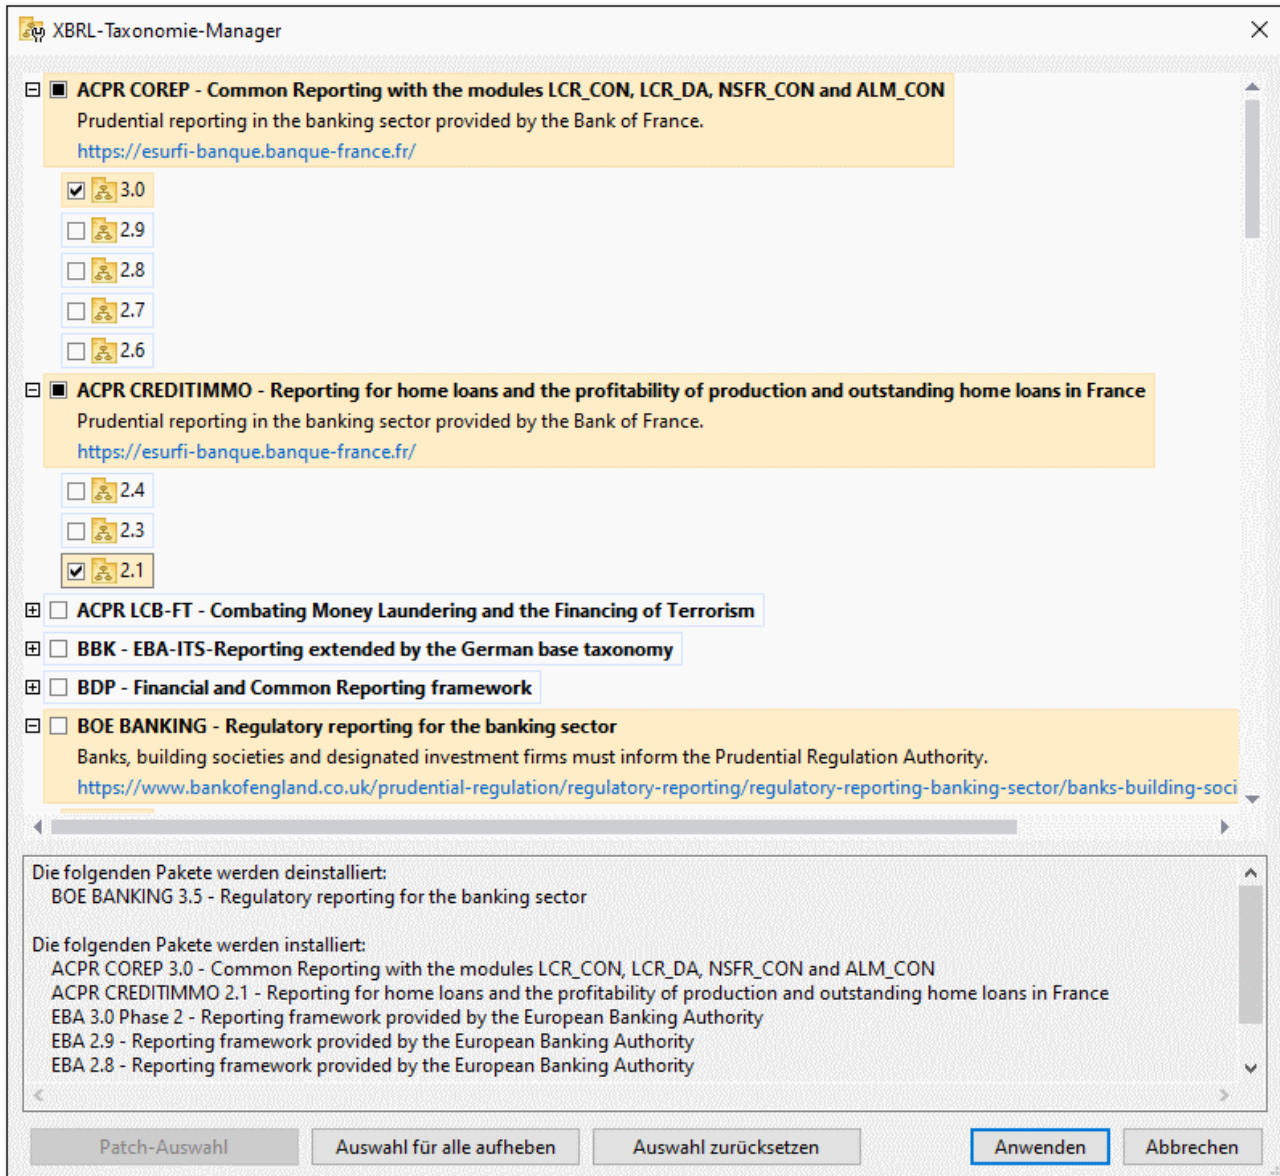 XBRL-Taxonomie-Manager
ACPR COREP - Common Reporting with the modules LCR_CON, LCR_DA, NSFR_CON and ALM_CON
Prudential reporting in the banking sector provided by the Bank of France.
https://esurfi-banque.banque-france.fr/
3.0
2.9
2.8
2.7
2.6
ACPR CREDITIMMO - Reporting for home loans and the profitability of production and outstanding home loans in France
Prudential reporting in the banking sector provided by the Bank of France.
https://esurfi-banque.banque-france.fr/
2.4
2.3
2.1
ACPR LCB-FT - Combating Money Laundering and the Financing of Terrorism
BBK - EBA-ITS-Reporting extended by the German base taxonomy
BDP - Financial and Common Reporting framework
BOE BANKING - Regulatory reporting for the banking sector
Banks, building societies and designated investment firms must inform the Prudential Regulation Authority.
https://www.bankofengland.co.uk/prudential-regulation/regulatory-reporting/regulatory-reporting-banking-sector/banks-building-soci
Die folgenden Pakete werden deinstalliert:
BOE BANKING 3.5 - Regulatory reporting for the banking sector
Die folgenden Pakete werden installiert:
ACPR COREP 3.0 - Common Reporting with the modules LCR_CON, LCR_DA, NSFR_CON and ALM_CON
ACPR CREDITIMMO 2.1 - Reporting for home loans and the profitability of production and outstanding home loans in France
EBA 3.0 Phase 2 - Reporting framework provided by the European Banking Authority
EBA 2.9 - Reporting framework provided by the European Banking Authority
EBA 2.8 - Reporting framework provided by the European Banking Authority
Patch-Auswahl
Auswahl für alle aufheben
Auswahl zurücksetzen
Anwenden
Abbrechen